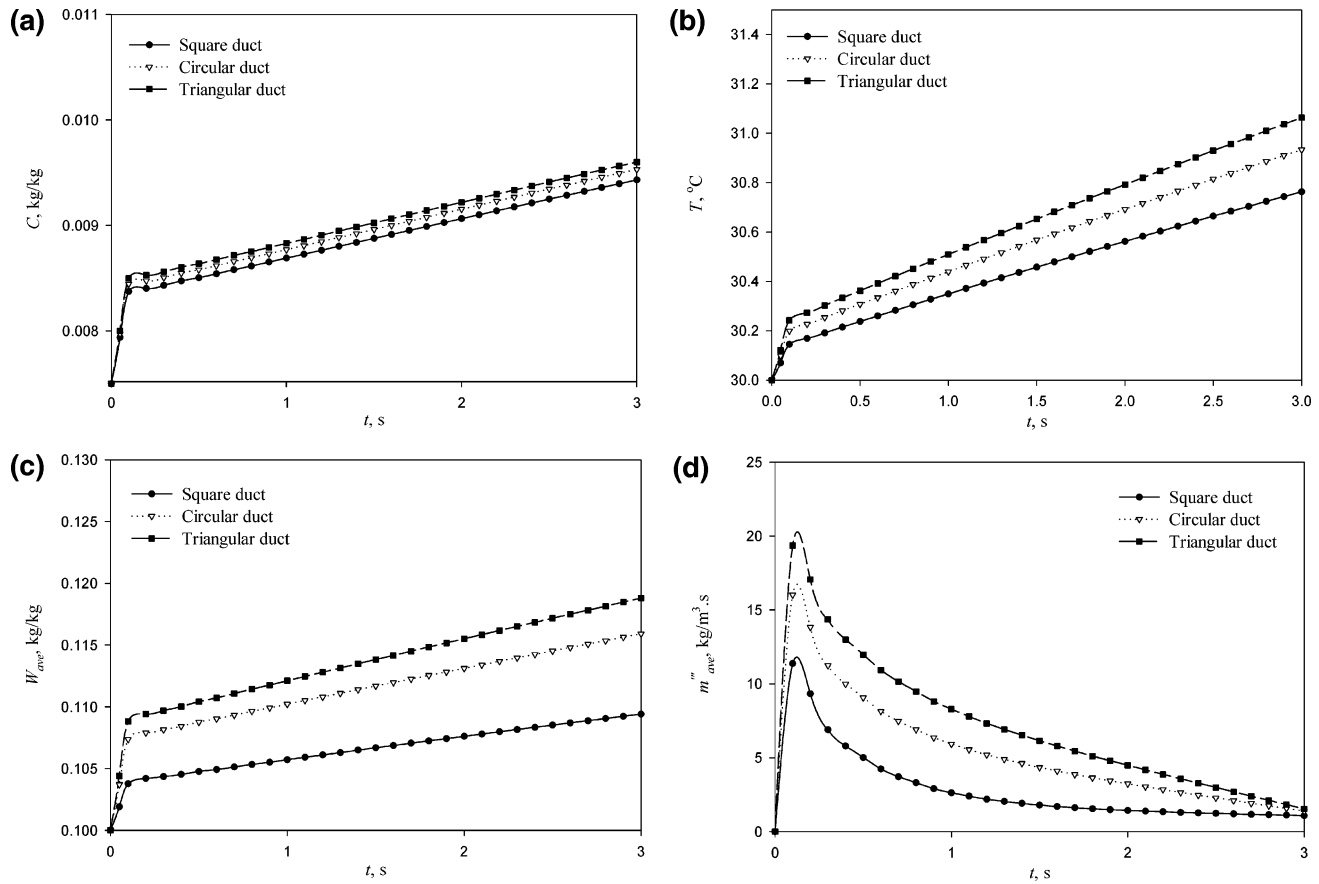 (a)
0.011
0.010
0.009
0.008
C, kg/kg
Square duct
Circular duct
Triangular duct
0
1
2
3
t, s
(b)
31.4
31.2
31.0
30.8
30.6
30.4
30.2
30.0
T, °C
Square duct
Circular duct
Triangular duct
0.0
0.5
1.0
1.5
2.0
2.5
3.0
t, s
(c)
0.130
0.125
0.120
0.115
0.110
0.105
0.100
Wave, kg/kg
Square duct
Circular duct
Triangular duct
0
1
2
3
t, s
(d)
25
20
15
10
5
0
m'''ave, kg/m³.s
Square duct
Circular duct
Triangular duct
0
1
2
3
t, s